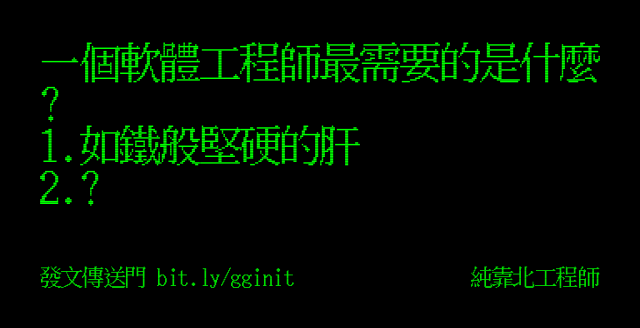 一個軟體工程師最需要的是什麼
?
1.如鐵般堅硬的肝
2.?
發文傳送門 bit.ly/gginit
純靠北工程師